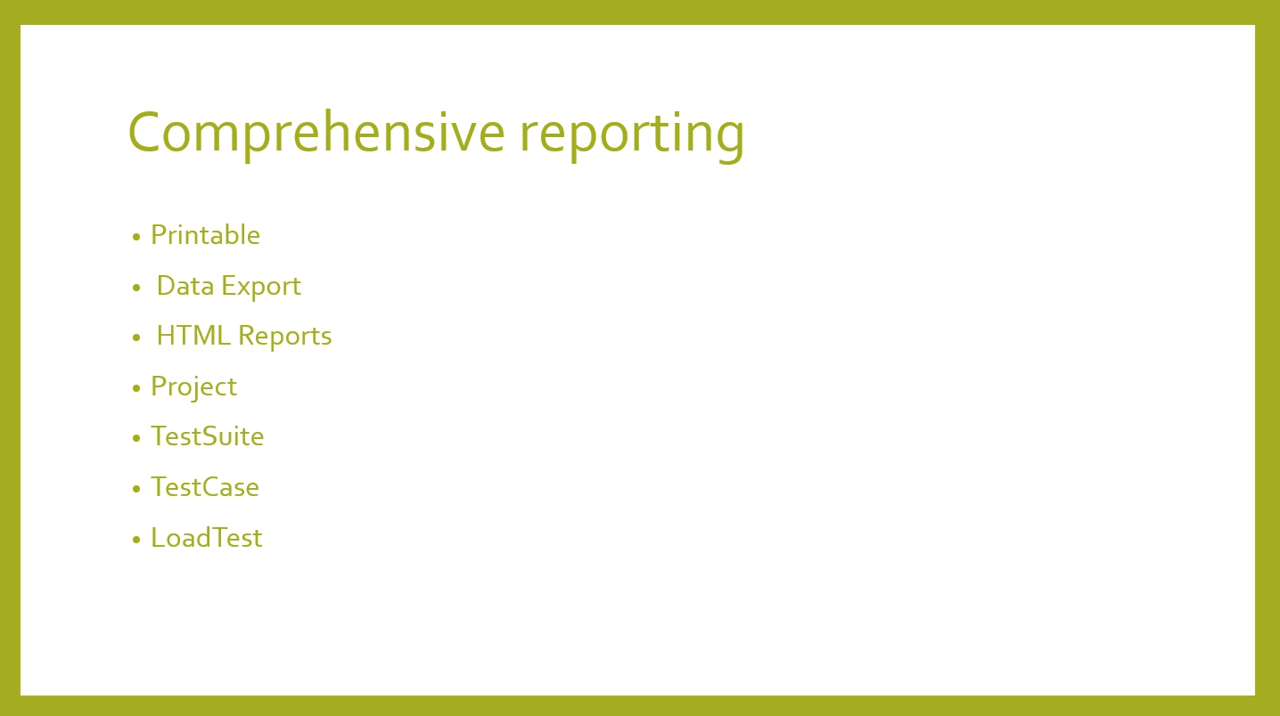 Comprehensive reporting
• Printable
• Data Export
• HTML Reports
• Project
• TestSuite
• TestCase
• LoadTest